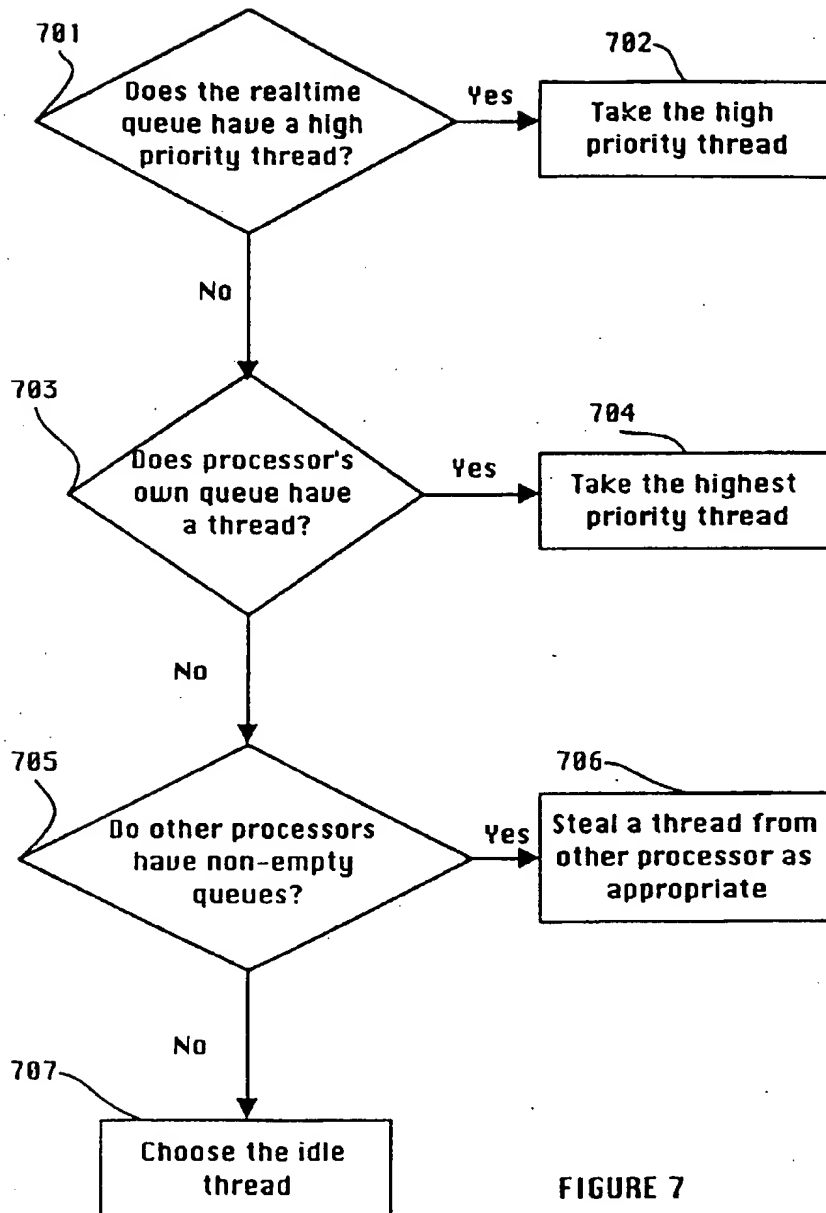 701
Does the realtime
queue have a high
priority thread?
Yes
702
Take the high
priority thread
No
703
Does processor's
own queue have
a thread?
Yes
704
Take the highest
priority thread
No
705
Do other processors
have non-empty
queues?
Yes
706
Steal a thread from
other processor as
appropriate
No
707
Choose the idle
thread
FIGURE 7